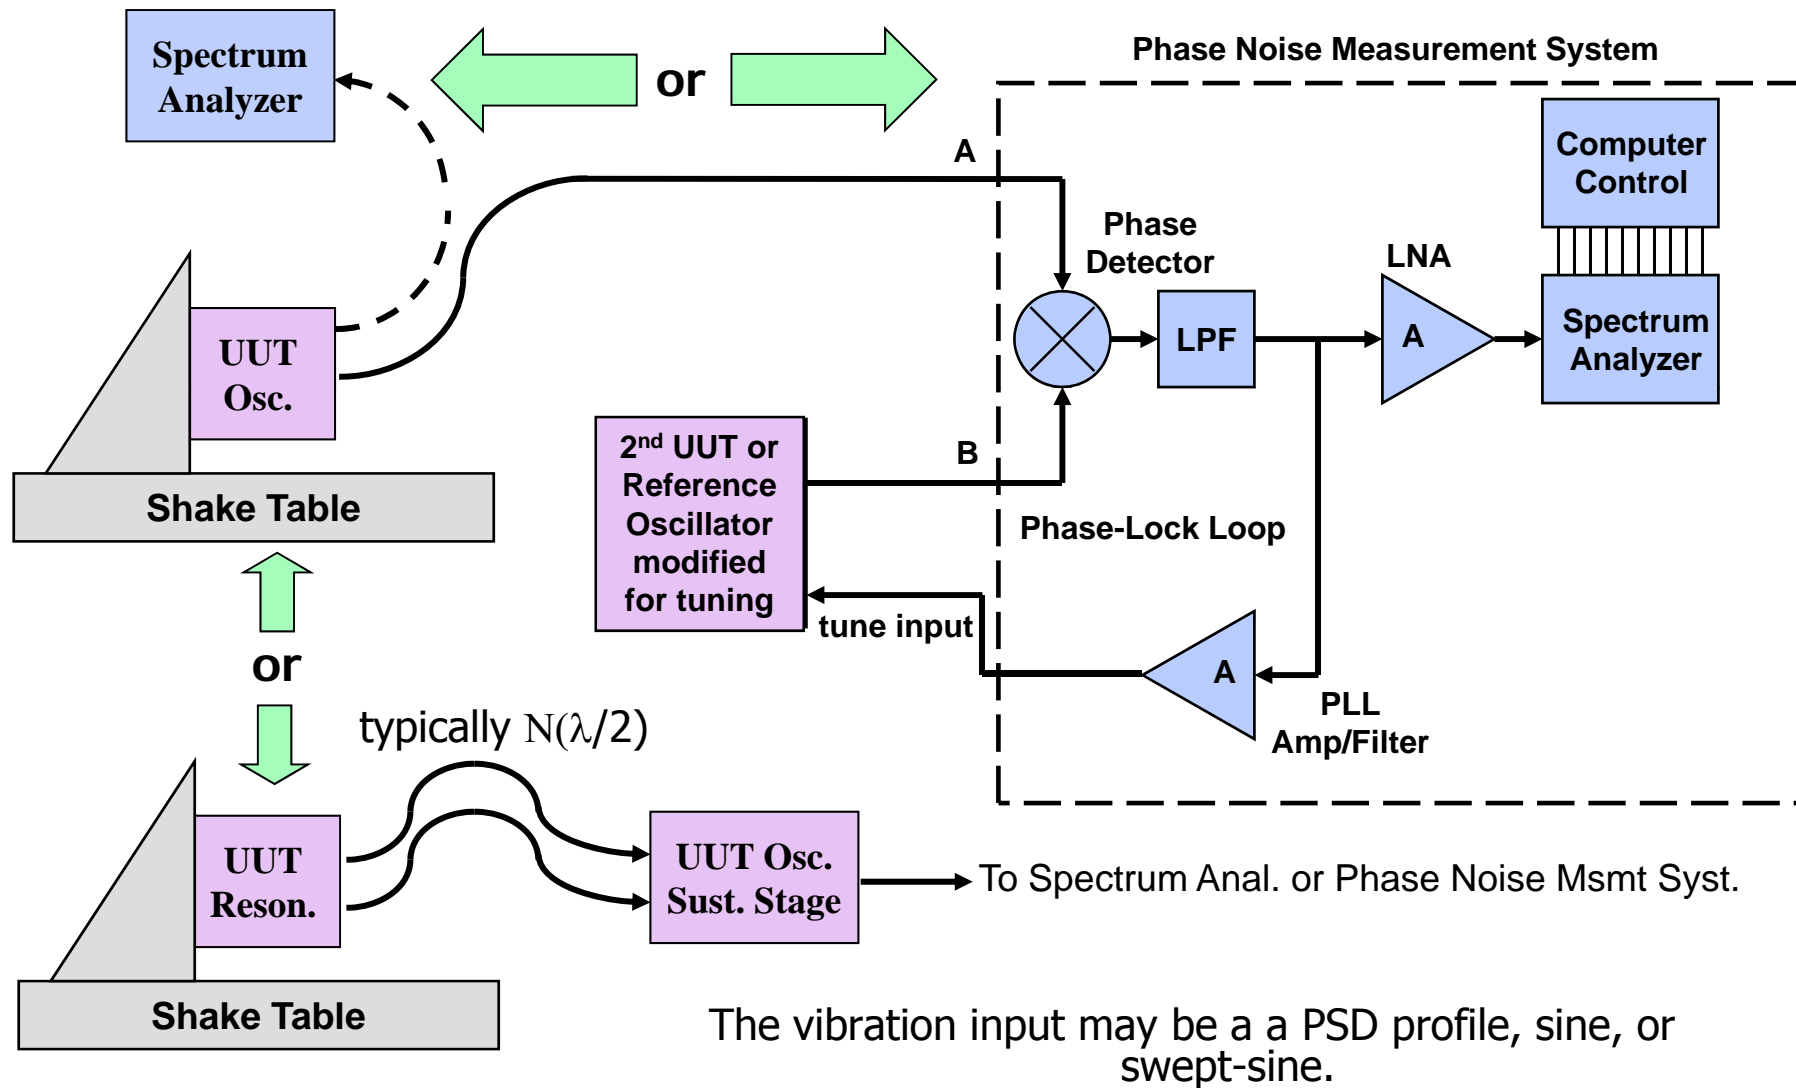 Spectrum
Analyzer
or
Phase Noise Measurement System
Computer
Control
A
Phase
Detector
LNA
UUT
Osc.
LPF
A
Spectrum
Analyzer
2nd UUT or
Reference
Oscillator
modified
for tuning
B
Shake Table
Phase-Lock Loop
tune input
or
A
PLL
Amp/Filter
typically N(λ/2)
UUT
Reson.
UUT Osc.
Sust. Stage
To Spectrum Anal. or Phase Noise Msmt Syst.
Shake Table
The vibration input may be a a PSD profile, sine, or
swept-sine.